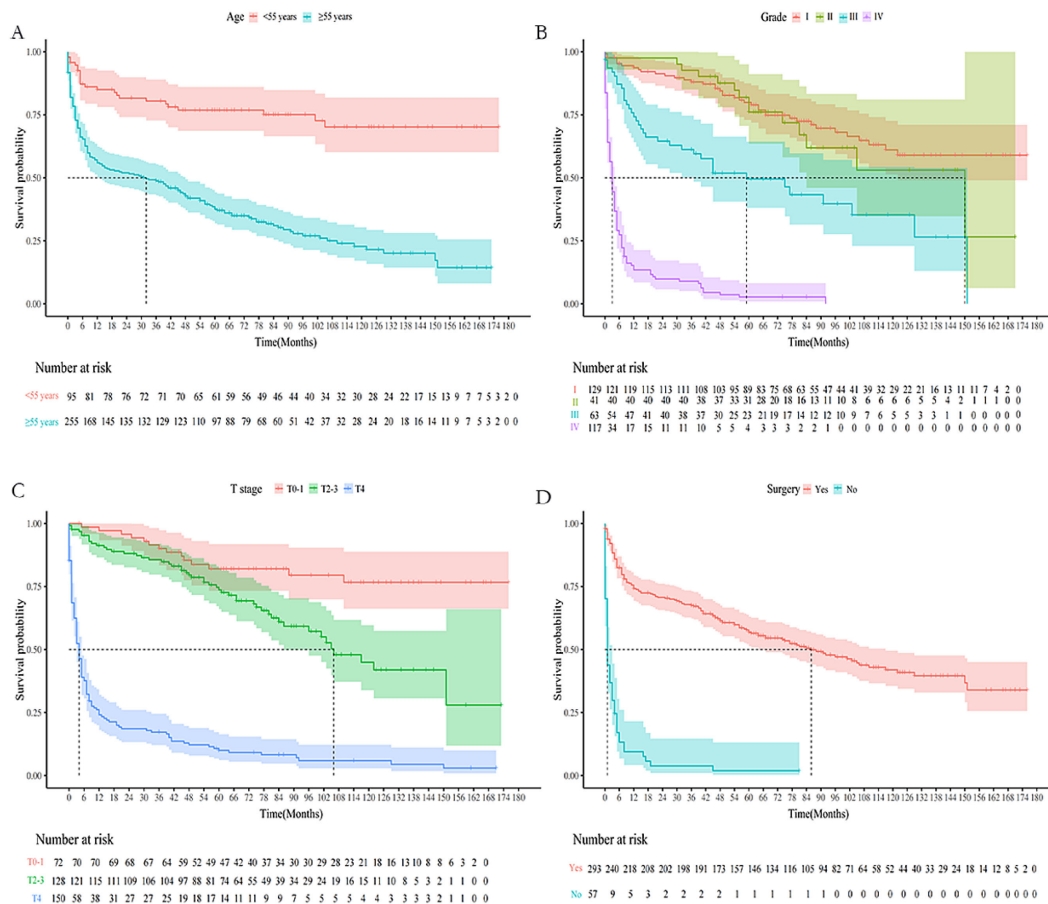 Age <55 years ≥55 years
A
Survival probability
1.00
0.75
0.50
0.25
0.00
0 6 12 18 24 30 36 42 48 54 60 66 72 78 84 90 96 102 108 114 120 126 132 138 144 150 156 162 168 174 180
Time(Months)
Number at risk
<55 years 95 81 78 76 72 71 70 65 61 59 56 49 46 44 40 34 32 30 28 24 22 17 15 13 9 7 7 5 3 2 0
≥55 years 255 168 145 135 132 129 123 110 97 88 79 68 60 51 43 37 32 28 24 20 18 16 14 11 9 7 5 3 2 0 0
Grade I II III IV
B
Survival probability
1.00
0.75
0.50
0.25
0.00
0 6 12 18 24 30 36 42 48 54 60 66 72 78 84 90 96 102 108 114 120 126 132 138 144 150 156 162 168 174 180
Time(Months)
Number at risk
I 129 121 119 115 113 111 108 103 95 89 83 75 68 63 55 47 41 39 32 29 22 21 16 13 11 11 7 4 2 0
II 41 40 40 40 40 40 38 37 33 31 28 20 18 16 13 11 8 6 6 6 6 5 4 4 2 1 1 1 0 0
III 63 54 47 41 40 38 37 30 25 23 21 19 17 14 12 10 9 7 6 5 5 3 3 1 1 0 0 0 0 0 0
IV 117 34 17 15 11 11 10 5 5 4 3 3 3 2 2 1 0 0 0 0 0 0 0 0 0 0 0 0 0 0 0
T stage T0-1 T2-3 T4
C
Survival probability
1.00
0.75
0.50
0.25
0.00
0 6 12 18 24 30 36 42 48 54 60 66 72 78 84 90 96 102 108 114 120 126 132 138 144 150 156 162 168 174 180
Time(Months)
Number at risk
T0-1 72 70 70 69 68 67 64 59 52 49 47 42 40 37 34 30 30 29 28 23 21 18 16 13 10 8 8 6 3 2 0
T2-3 128 121 115 111 109 106 104 97 88 81 74 64 55 49 39 34 29 24 19 16 15 11 10 8 5 3 2 1 1 0 0
T4 150 58 38 31 27 27 25 19 18 17 14 11 11 9 9 7 5 5 5 5 4 4 3 3 3 3 2 1 1 0 0
Surgery Yes No
D
Survival probability
1.00
0.75
0.50
0.25
0.00
0 6 12 18 24 30 36 42 48 54 60 66 72 78 84 90 96 102 108 114 120 126 132 138 144 150 156 162 168 174 180
Time(Months)
Number at risk
Yes 293 240 218 208 202 198 191 173 157 146 134 116 105 94 82 71 64 58 52 44 40 33 29 24 18 14 12 8 5 2 0
No 57 9 5 3 2 2 2 2 1 1 1 1 1 1 1 0 0 0 0 0 0 0 0 0 0 0 0 0 0 0 0